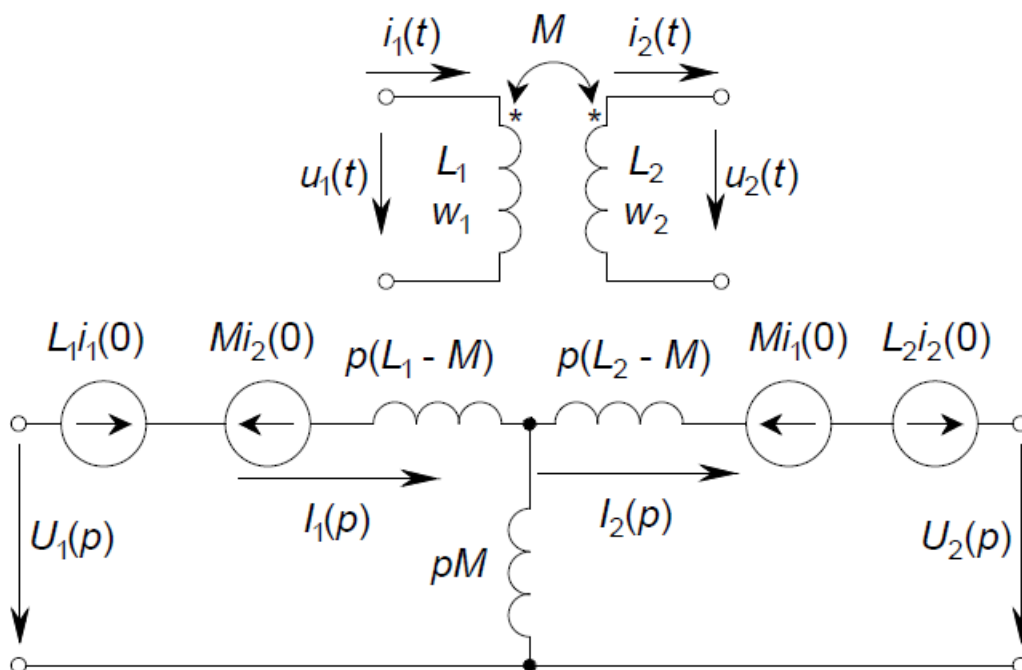 i₁(t) M i₂(t)
* *
u₁(t) L₁ L₂ u₂(t)
w₁ w₂
L₁i₁(0) Mi₂(0) p(L₁ - M) p(L₂ - M) Mi₁(0) L₂i₂(0)
I₁(p) I₂(p)
U₁(p) pM U₂(p)